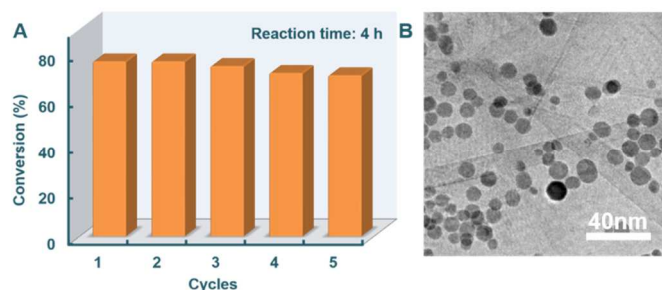 A
Reaction time: 4 h
B
Conversion (%)
80
60
40
20
0
1 2 3 4 5
Cycles
40nm